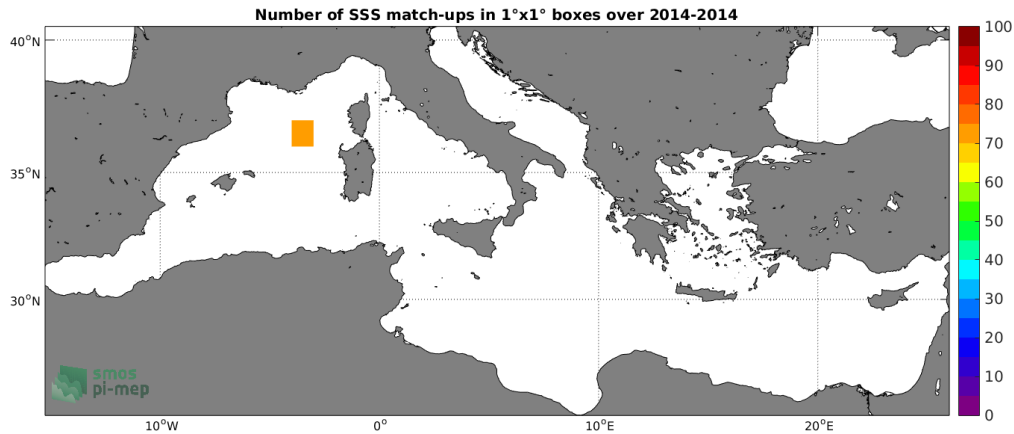 Number of SSS match-ups in 1°x1° boxes over 2014-2014
40°N
35°N
30°N
10°W
0°
10°E
20°E
100
90
80
70
60
50
40
30
20
10
0
smos
pi-mep